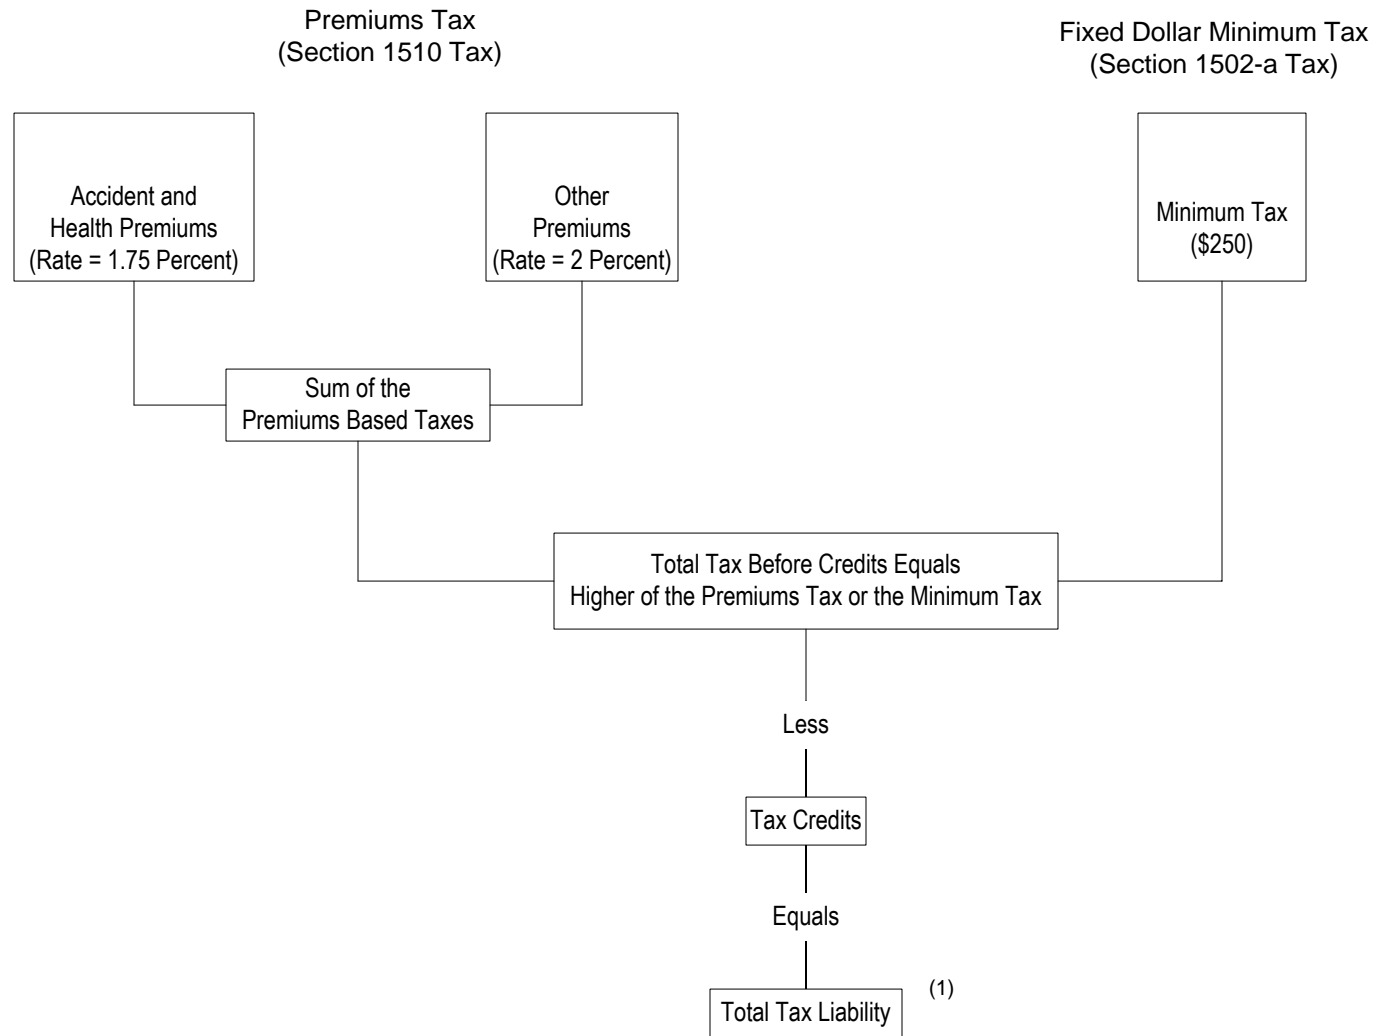 Premiums Tax
(Section 1510 Tax)
Fixed Dollar Minimum Tax
(Section 1502-a Tax)
Accident and
Health Premiums
(Rate = 1.75 Percent)
Other
Premiums
(Rate = 2 Percent)
Minimum Tax
($250)
Sum of the
Premiums Based Taxes
Total Tax Before Credits Equals
Higher of the Premiums Tax or the Minimum Tax
Less
Tax Credits
Equals
(1)
Total Tax Liability